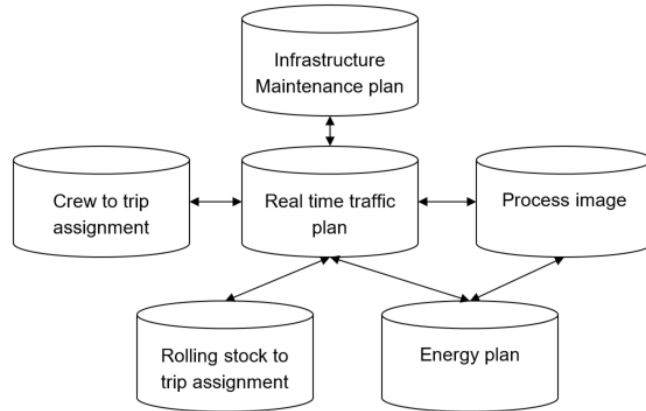 Infrastructure
Maintenance plan
Crew to trip
assignment
Real time traffic
plan
Process image
Rolling stock to
trip assignment
Energy plan